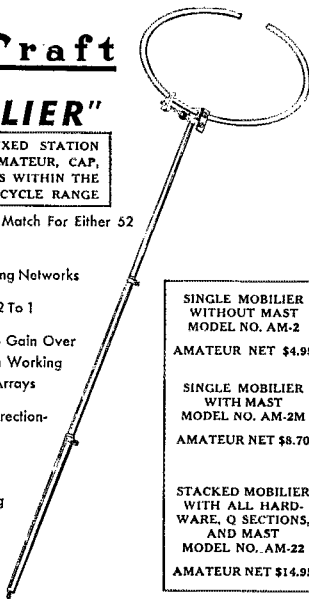 Craft
LIER"
XED STATION
MATEUR, CAP,
S WITHIN THE
CYCLE RANGE
Match For Either 52
ng Networks
2 To 1
Gain Over
Working
Arrays
rection-
g
SINGLE MOBILIER
WITHOUT MAST
MODEL NO. AM-2
AMATEUR NET $4.95
SINGLE MOBILIER
WITH MAST
MODEL NO. AM-2M
AMATEUR NET $8.70
STACKED MOBILIER
WITH ALL HARD-
WARE, Q SECTIONS,
AND MAST
MODEL NO. AM-22
AMATEUR NET $14.95